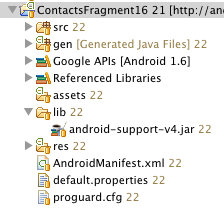 ContactsFragment16 21 [http://an
src 22
gen [Generated Java Files] 22
Google APIs [Android 1.6]
Referenced Libraries
assets 22
lib 22
android-support-v4.jar 22
res 22
AndroidManifest.xml 22
default.properties 22
proguard.cfg 22